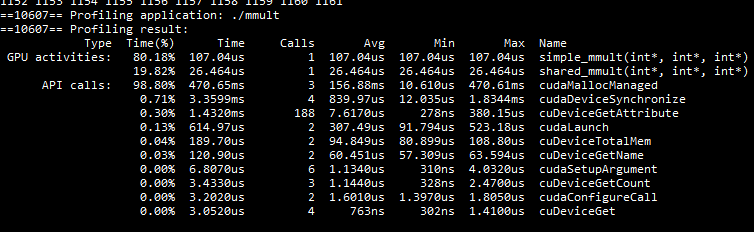 1152 1153 1154 1155 1156 1157 1158 1159 1160 1161
==10607== Profiling application: ./mmult
==10607== Profiling result:
Type Time(%) Time Calls Avg Min Max Name
GPU activities: 80.18% 107.04us 1 107.04us 107.04us 107.04us simple_mmult(int*, int*, int*)
19.82% 26.464us 1 26.464us 26.464us 26.464us shared_mmult(int*, int*, int*)
API calls: 98.80% 470.65ms 3 156.88ms 10.610us 470.61ms cudaMallocManaged
0.71% 3.3599ms 4 839.97us 12.035us 1.8344ms cudaDeviceSynchronize
0.30% 1.4320ms 188 7.6170us 278ns 380.15us cuDeviceGetAttribute
0.13% 614.97us 2 307.49us 91.794us 523.18us cudaLaunch
0.04% 189.70us 2 94.849us 80.899us 108.80us cuDeviceTotalMem
0.03% 120.90us 2 60.451us 57.309us 63.594us cuDeviceGetName
0.00% 6.8070us 6 1.1340us 310ns 4.0320us cudaSetupArgument
0.00% 3.4330us 3 1.1440us 328ns 2.4700us cuDeviceGetCount
0.00% 3.2020us 2 1.6010us 1.3970us 1.8050us cudaConfigureCall
0.00% 3.0520us 4 763ns 302ns 1.4100us cuDeviceGet